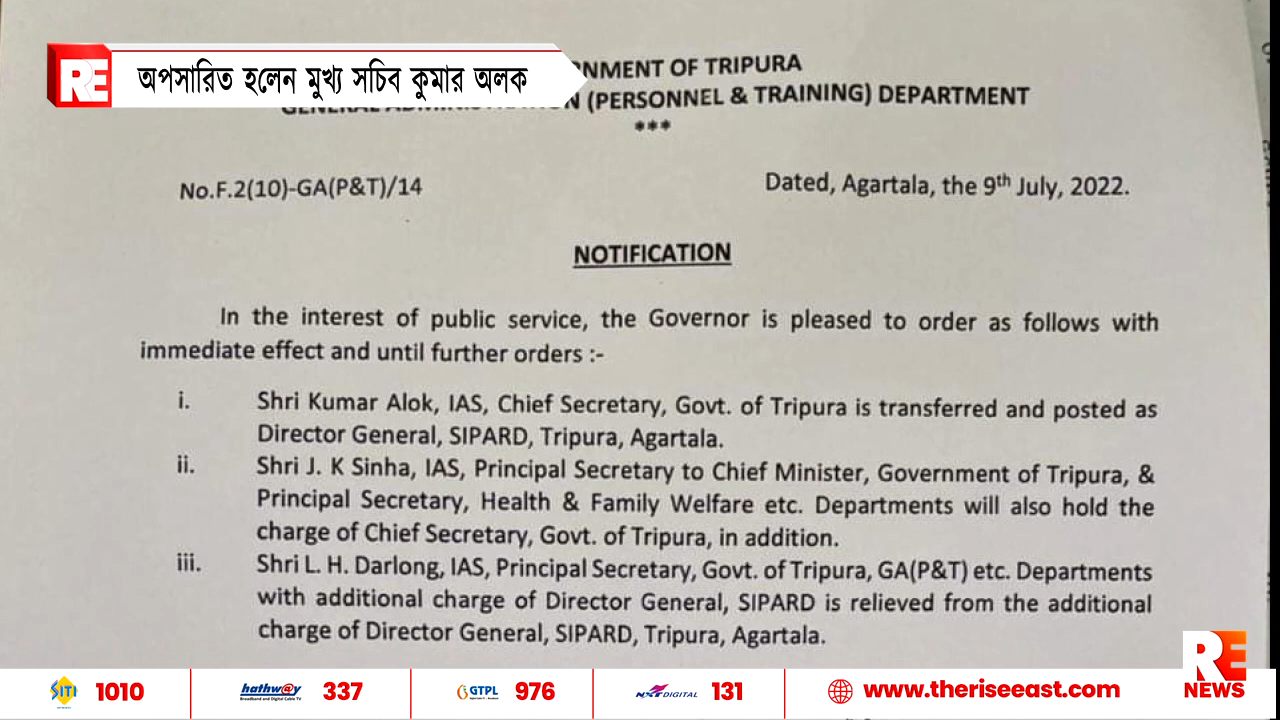 RE
অপসারিত হলেন মুখ্য সচিব কুমার অলক
NMENT OF TRIPURA
(PERSONNEL & TRAINING) DEPARTMENT
***
No.F.2(10)-GA(P&T)/14
Dated, Agartala, the 9th July, 2022.
NOTIFICATION
In the interest of public service, the Governor is pleased to order as follows with
immediate effect and until further orders :-
i. Shri Kumar Alok, IAS, Chief Secretary, Govt. of Tripura is transferred and posted as
Director General, SIPARD, Tripura, Agartala.
ii. Shri J. K Sinha, IAS, Principal Secretary to Chief Minister, Government of Tripura, &
Principal Secretary, Health & Family Welfare etc. Departments will also hold the
charge of Chief Secretary, Govt. of Tripura, in addition.
iii. Shri L. H. Darlong, IAS, Principal Secretary, Govt. of Tripura, GA(P&T) etc. Departments
with additional charge of Director General, SIPARD is relieved from the additional
charge of Director General, SIPARD, Tripura, Agartala.
RE
NEWS
SITI 1010
hathw@y 337
Broadband and Digital Cable TV
GTPL 976
NXT DIGITAL 131
www.theriseeast.com